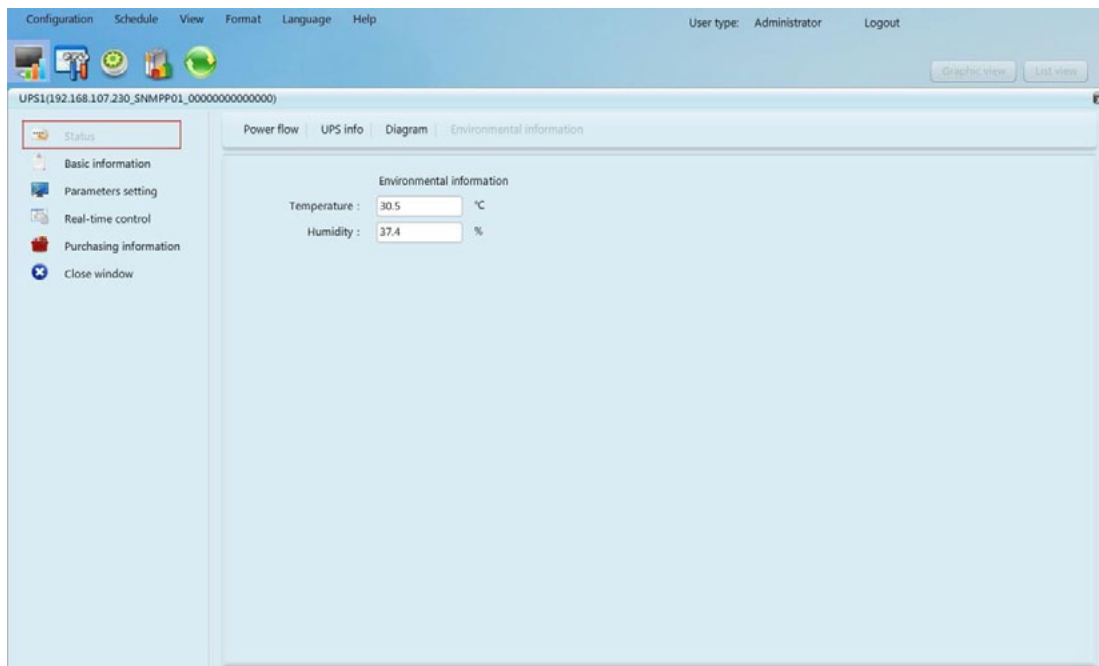 Configuration Schedule View Format Language Help User type: Administrator Logout
Graphic view List view
UPS1(192.168.107.230_SNMPP01_00000000000000)
Status
Basic information
Parameters setting
Real-time control
Purchasing information
Close window
Power flow UPS info Diagram Environmental information
Environmental information
Temperature : 30.5 °C
Humidity : 37.4 %